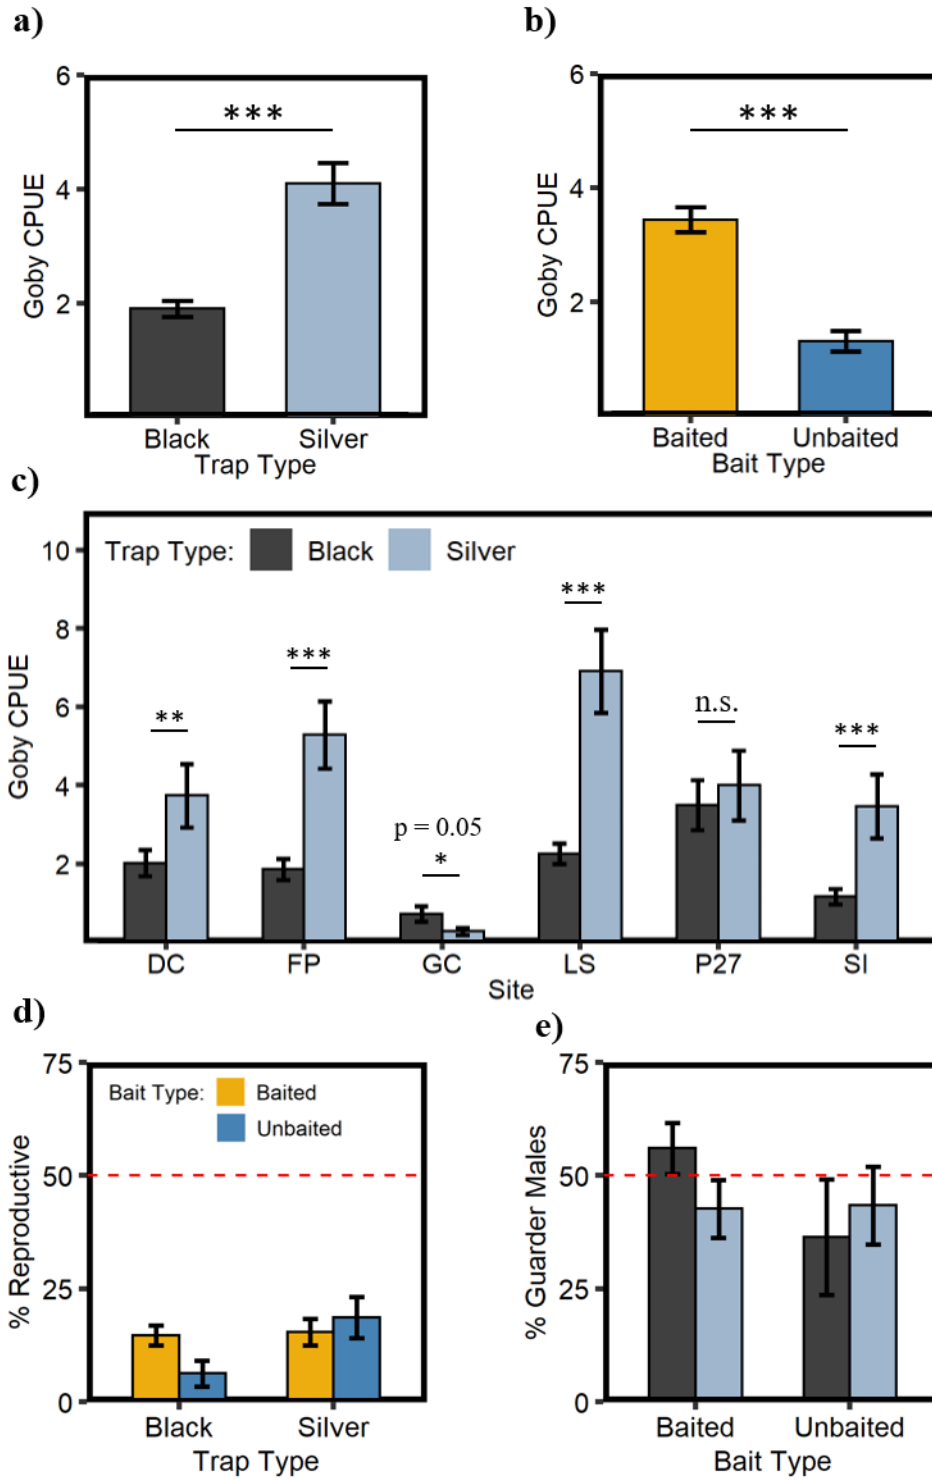 a)
6
***
4
2
Goby CPUE
Black Silver
Trap Type
b)
6
***
4
2
Goby CPUE
Baited Unbaited
Bait Type
c)
Trap Type: Black Silver
10
8
6
4
2
Goby CPUE
**
***
p = 0.05
*
***
n.s.
***
DC FP GC LS P27 SI
Site
d)
75
50
25
0
% Reproductive
Bait Type: Baited
Unbaited
Black Silver
Trap Type
e)
75
50
25
0
% Guarder Males
Baited Unbaited
Bait Type